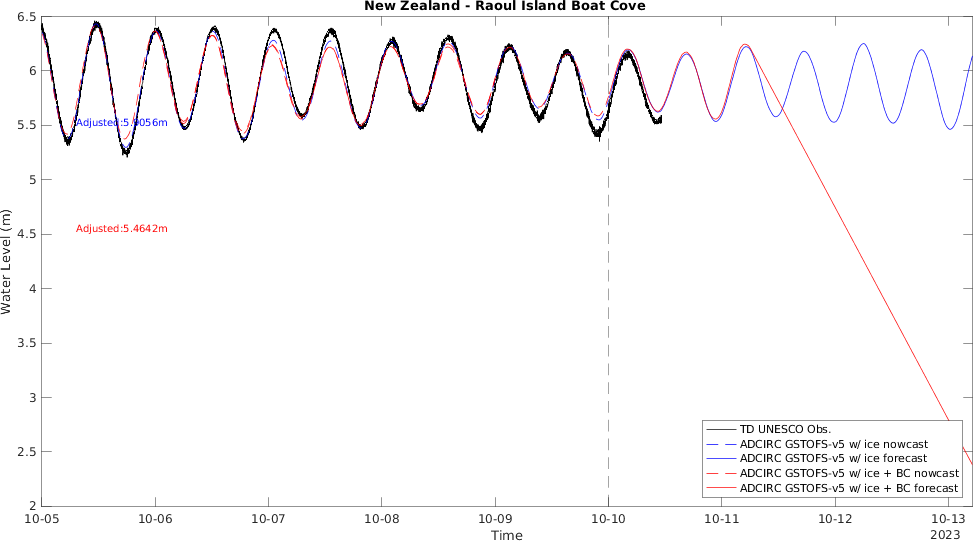 New Zealand - Raoul Island Boat Cove
6.5
6
5.5
5
4.5
4
3.5
3
2.5
2
Water Level (m)
Adjusted:5.
056m
Adjusted:5.4642m
TD UNESCO Obs.
ADCIRC GSTOFS-v5 w/ ice nowcast
ADCIRC GSTOFS-v5 w/ ice forecast
ADCIRC GSTOFS-v5 w/ ice + BC nowcast
ADCIRC GSTOFS-v5 w/ ice + BC forecast
10-05 10-06 10-07 10-08 10-09 10-10 10-11 10-12 10-13
2023
Time